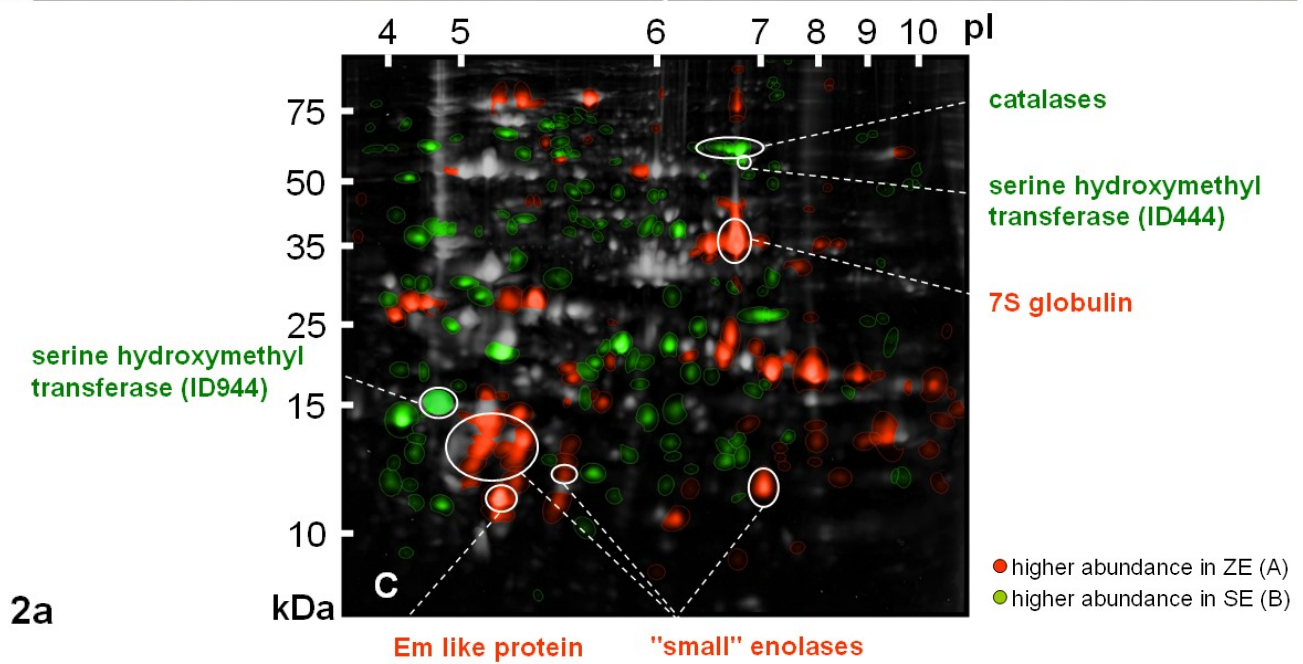 4 5 6 7 8 9 10 pI
75
50
35
25
15
10
kDa
catalases
serine hydroxymethyl
transferase (ID444)
7S globulin
serine hydroxymethyl
transferase (ID944)
C
higher abundance in ZE (A)
higher abundance in SE (B)
2a
Em like protein "small" enolases